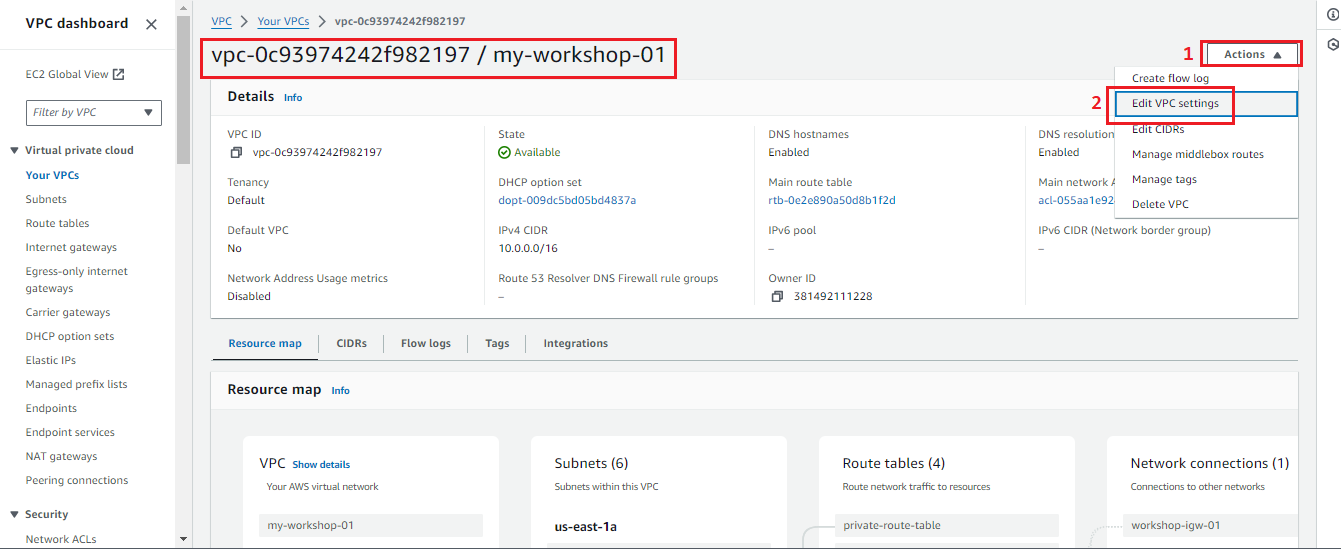 VPC dashboard
EC2 Global View
Filter by VPC
Virtual private cloud
Your VPCs
Subnets
Route tables
Internet gateways
Egress-only internet
gateways
Carrier gateways
DHCP option sets
Elastic IPs
Managed prefix lists
Endpoints
Endpoint services
NAT gateways
Peering connections
Security
Network ACLs
VPC > Your VPCs > vpc-0c93974242f982197
vpc-0c93974242f982197 / my-workshop-01
1
Actions
Create flow log
2
Edit VPC settings
Edit CIDRs
Manage middlebox routes
Manage tags
Delete VPC
Details Info
VPC ID
vpc-0c93974242f982197
State
Available
DNS hostnames
Enabled
DNS resolution
Enabled
Tenancy
Default
DHCP option set
dopt-009dc5bd05bd4837a
Main route table
rtb-0e2e890a50d8b1f2d
Main network A
acl-055aa1e92
Default VPC
No
IPv4 CIDR
10.0.0.0/16
IPv6 pool
–
IPv6 CIDR (Network border group)
–
Network Address Usage metrics
Disabled
Route 53 Resolver DNS Firewall rule groups
–
Owner ID
381492111228
Resource map
CIDRs
Flow logs
Tags
Integrations
Resource map Info
VPC Show details
Your AWS virtual network
my-workshop-01
Subnets (6)
Subnets within this VPC
us-east-1a
Route tables (4)
Route network traffic to resources
private-route-table
Network connections (1)
Connections to other networks
workshop-igw-01